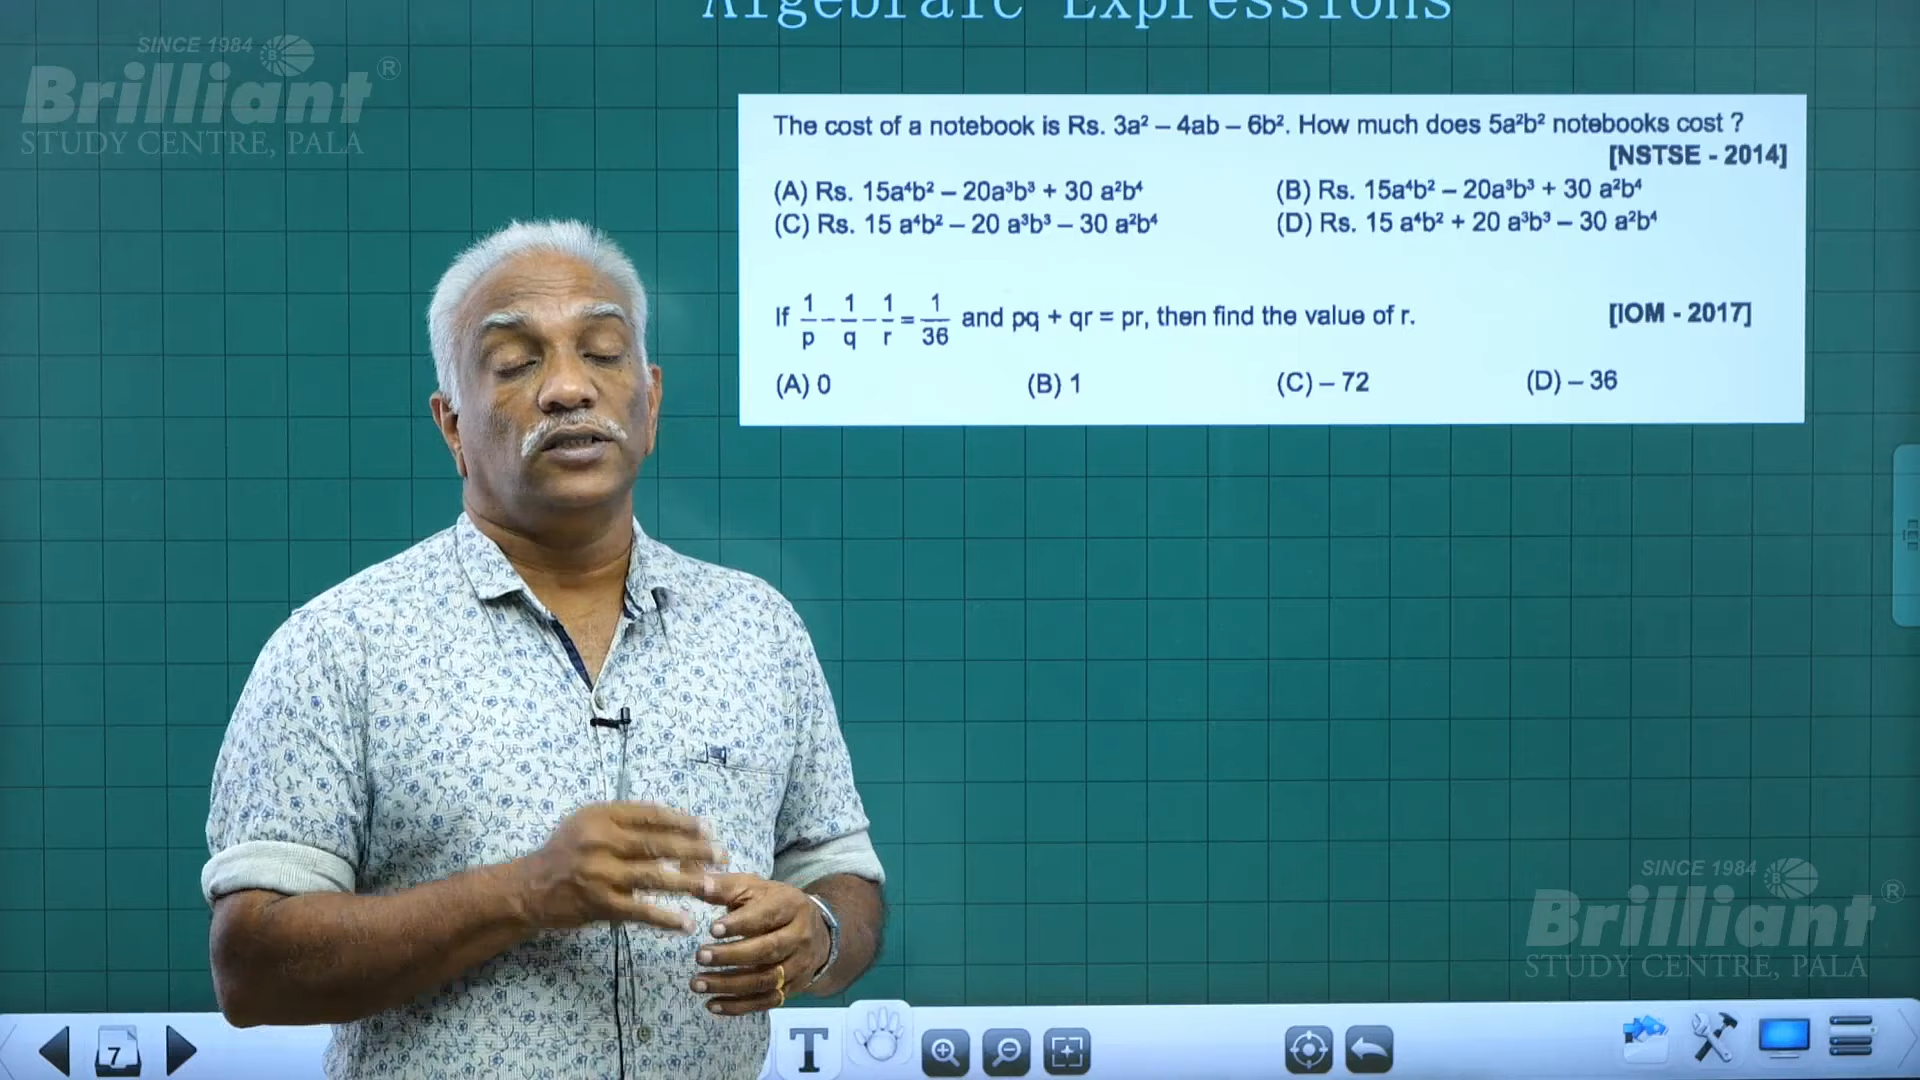 Algebraic Expressions
SINCE 1984
Brilliant®
STUDY CENTRE, PALA
The cost of a notebook is Rs. 3a² – 4ab – 6b². How much does 5a²b² notebooks cost ?
[NSTSE - 2014]
(A) Rs. 15a⁴b² – 20a³b³ + 30 a²b⁴ (B) Rs. 15a⁴b² – 20a³b³ + 30 a²b⁴
(C) Rs. 15 a⁴b² – 20 a³b³ – 30 a²b⁴ (D) Rs. 15 a⁴b² + 20 a³b³ – 30 a²b⁴
If 1/p – 1/q – 1/r = 1/36 and pq + qr = pr, then find the value of r. [IOM - 2017]
(A) 0 (B) 1 (C) – 72 (D) – 36
SINCE 1984
Brilliant®
STUDY CENTRE, PALA
7
T